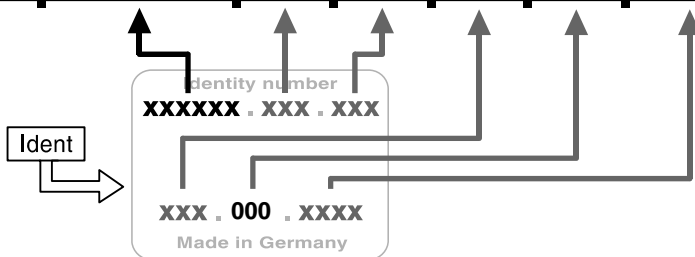 Identity number
xxxxxx . xxx . xxx
Ident
xxx . 000 . xxxx
Made in Germany